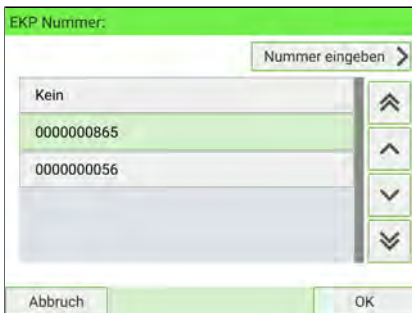 EKP Nummer:
Nummer eingeben
Kein
0000000865
0000000056
Abbruch
OK